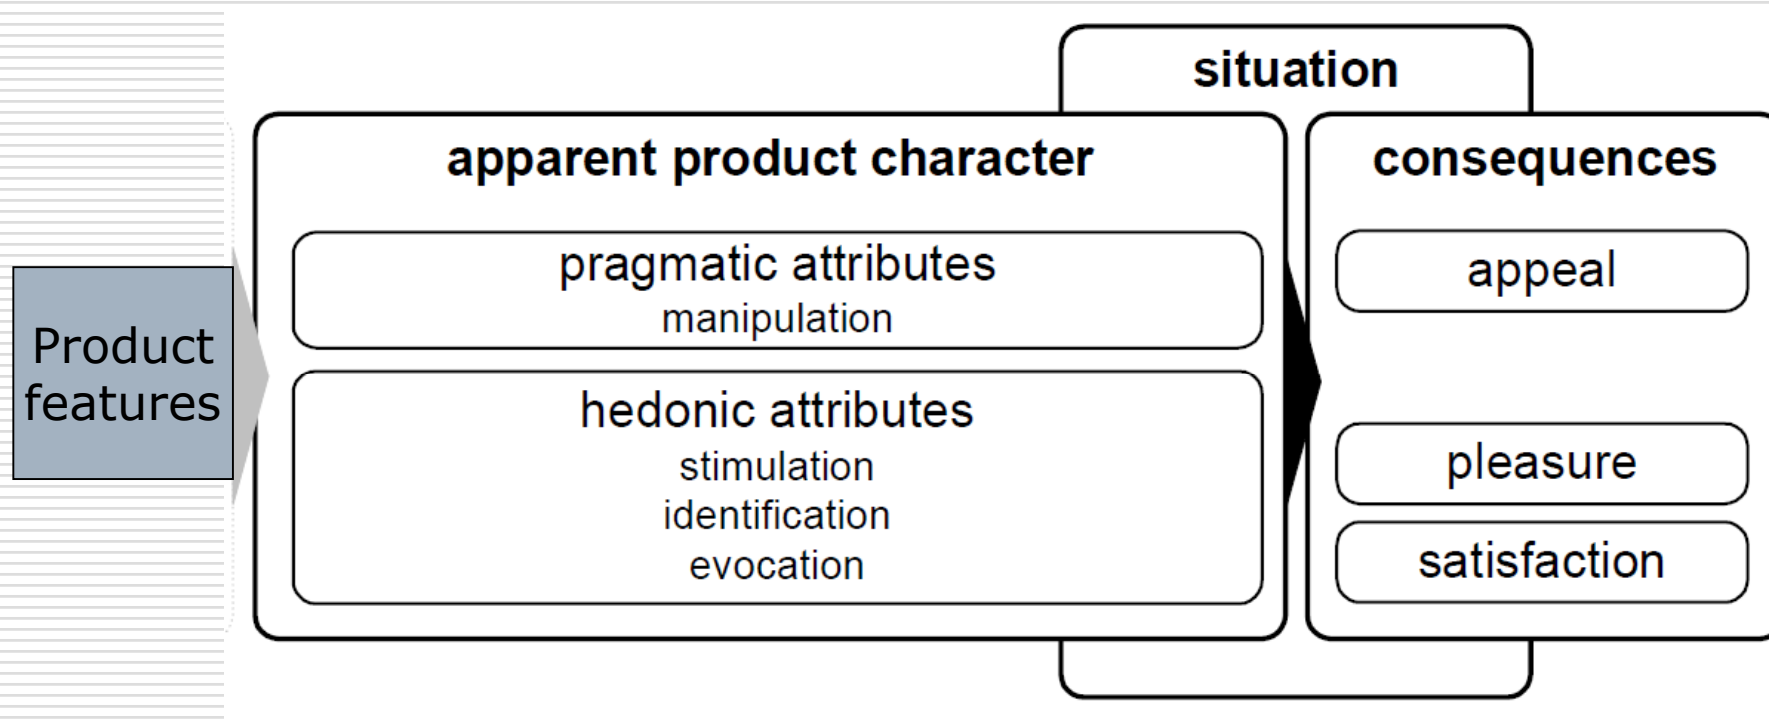 situation
apparent product character
consequences
pragmatic attributes
manipulation
appeal
Product
features
hedonic attributes
stimulation
identification
evocation
pleasure
satisfaction